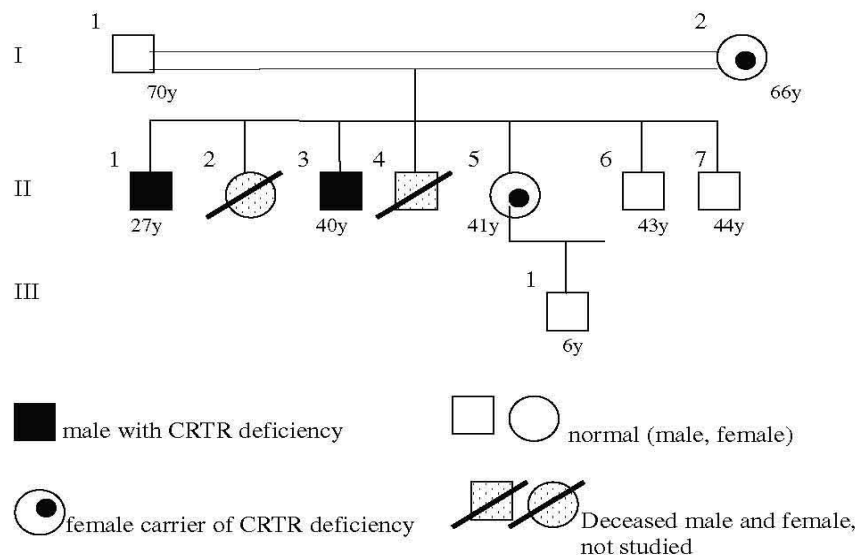 1 2
I
70y 66y
1 2 3 4 5 6 7
II
27y 40y 41y 43y 44y
1
III
6y
male with CRTR deficiency
normal (male, female)
female carrier of CRTR deficiency
Deceased male and female,
not studied